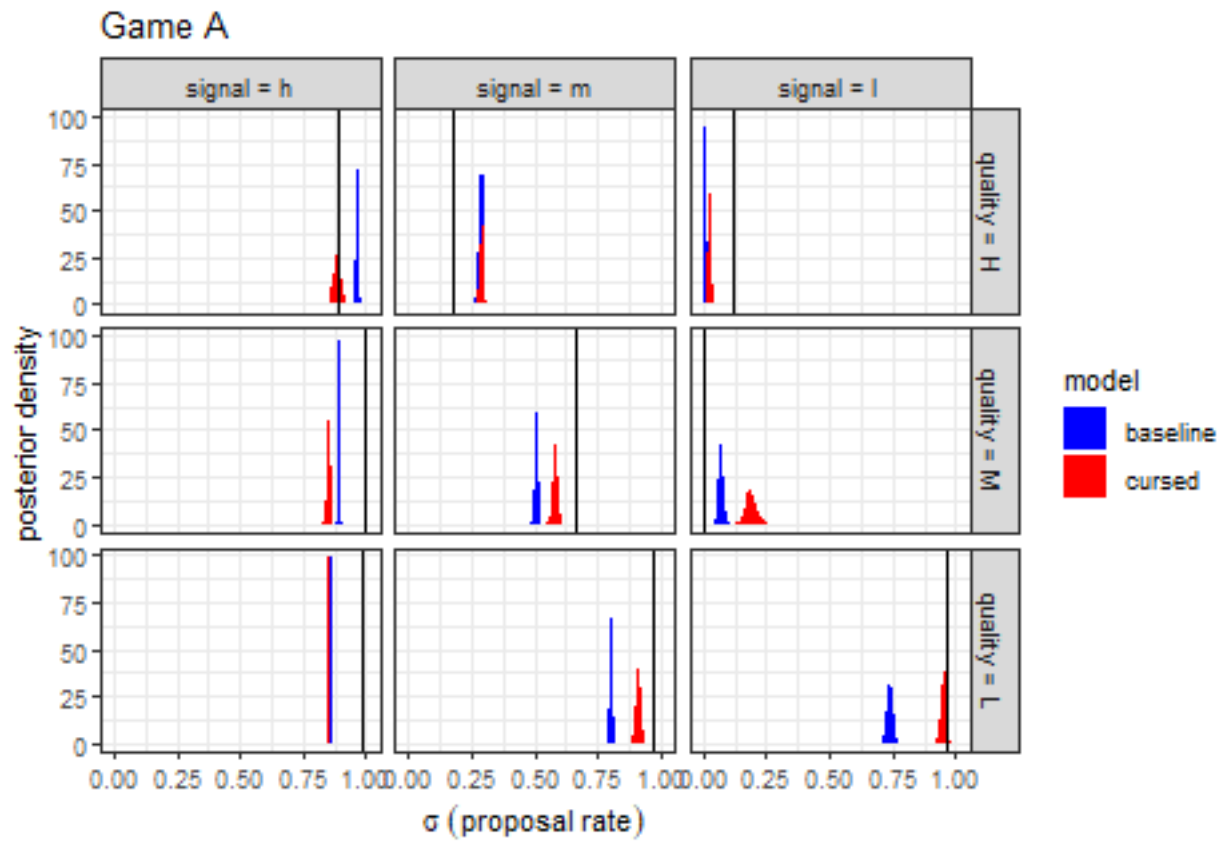 Game A
signal = h signal = m signal = l
100
75
50
25
0
quality = H
100
75
50
25
0
quality = M
100
75
50
25
0
quality = L
posterior density
0.00 0.25 0.50 0.75 1.00 0.00 0.25 0.50 0.75 1.00 0.00 0.25 0.50 0.75 1.00
σ (proposal rate)
model
baseline
cursed